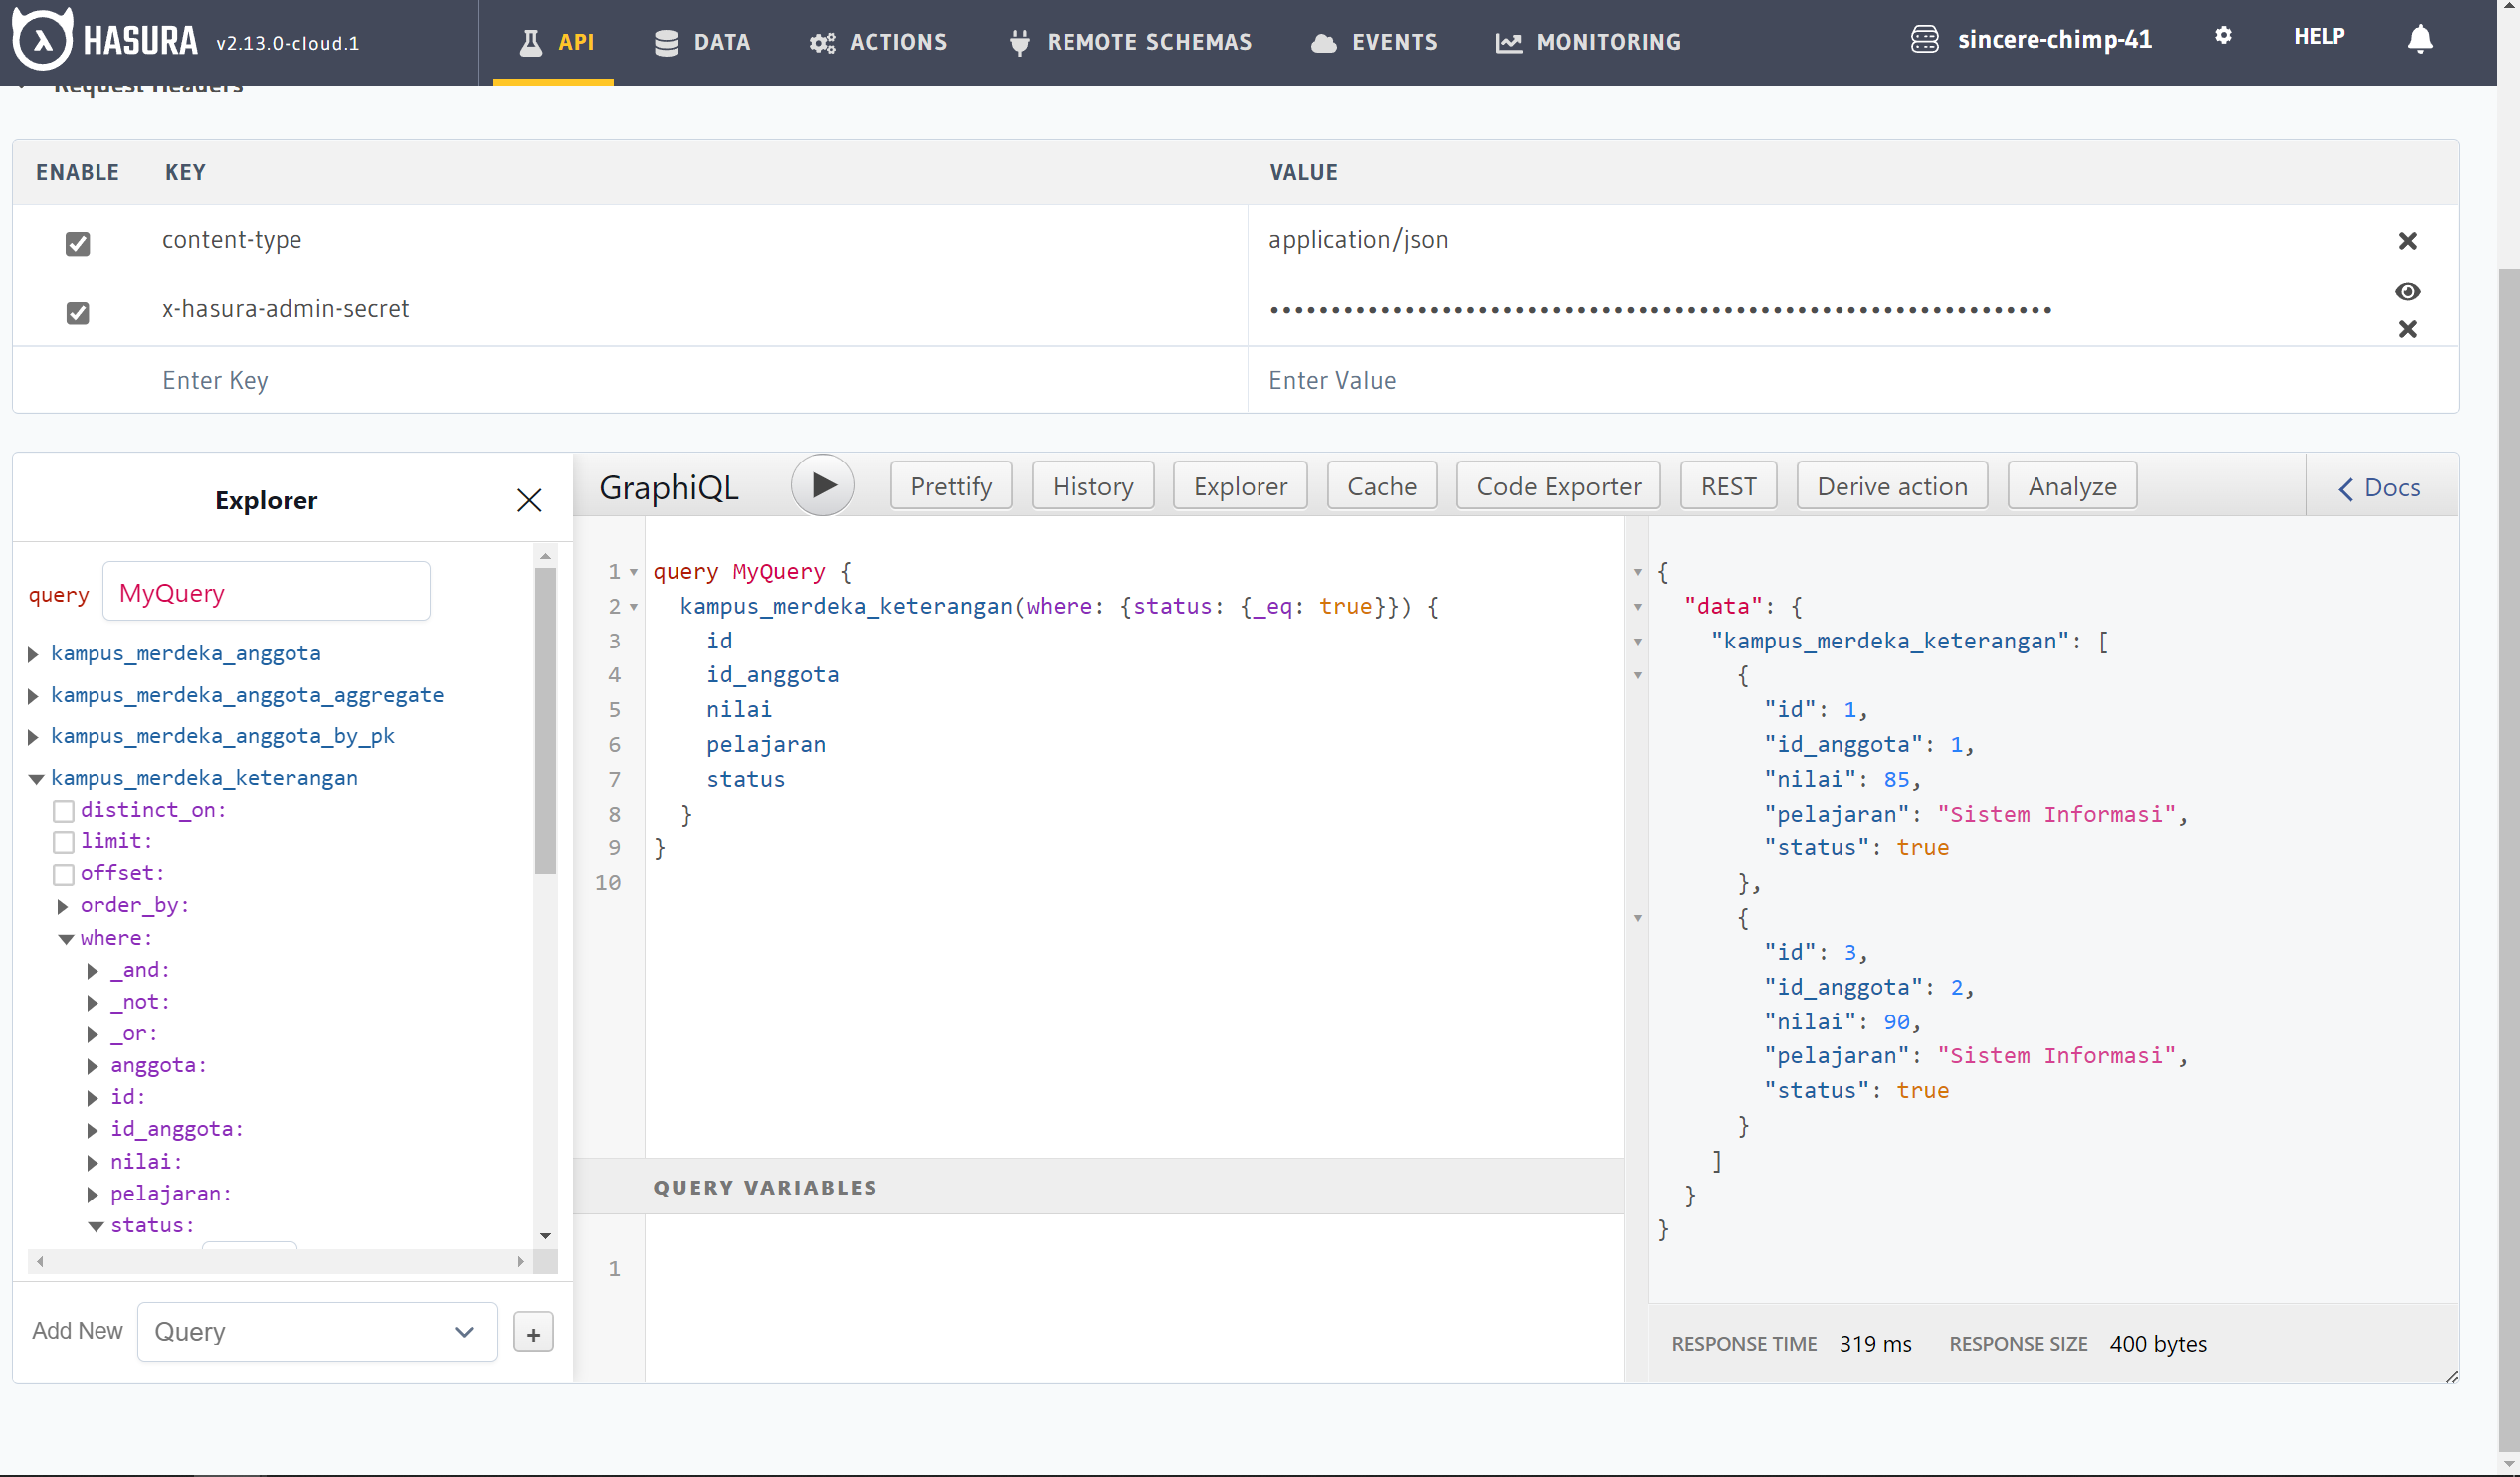 HASURA v2.13.0-cloud.1 API DATA ACTIONS REMOTE SCHEMAS EVENTS MONITORING sincere-chimp-41 HELP
Request Headers
ENABLE KEY VALUE
content-type application/json
x-hasura-admin-secret ••••••••••••••••••••••••••••••••••••••••••••••••••••••••••••••••
Enter Key Enter Value
Explorer
query MyQuery
kampus_merdeka_anggota
kampus_merdeka_anggota_aggregate
kampus_merdeka_anggota_by_pk
kampus_merdeka_keterangan
distinct_on:
limit:
offset:
order_by:
where:
_and:
_not:
_or:
anggota:
id:
id_anggota:
nilai:
pelajaran:
status:
Add New Query +
GraphiQL Prettify History Explorer Cache Code Exporter REST Derive action Analyze Docs
1 query MyQuery {
2 kampus_merdeka_keterangan(where: {status: {_eq: true}}) {
3 id
4 id_anggota
5 nilai
6 pelajaran
7 status
8 }
9 }
10
QUERY VARIABLES
1
{
"data": {
"kampus_merdeka_keterangan": [
{
"id": 1,
"id_anggota": 1,
"nilai": 85,
"pelajaran": "Sistem Informasi",
"status": true
},
{
"id": 3,
"id_anggota": 2,
"nilai": 90,
"pelajaran": "Sistem Informasi",
"status": true
}
]
}
}
RESPONSE TIME 319 ms RESPONSE SIZE 400 bytes